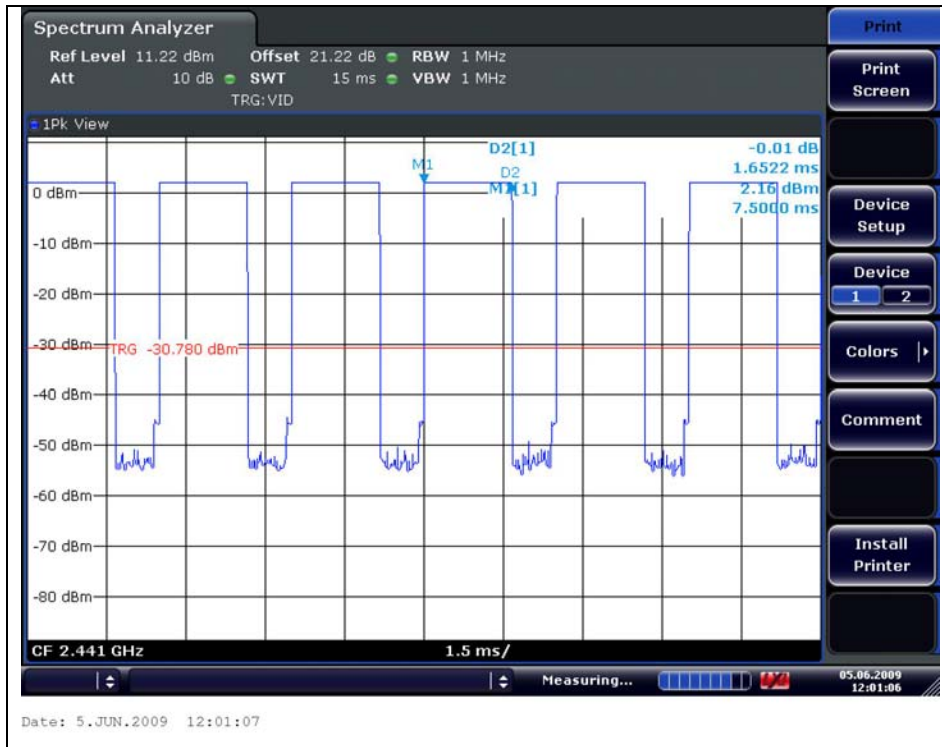 Spectrum Analyzer
Ref Level 11.22 dBm Offset 21.22 dB RBW 1 MHz
Att 10 dB SWT 15 ms VBW 1 MHz
TRG:VID
1Pk View
D2[1] -0.01 dB
1.6522 ms
M1[1] 2.16 dBm
7.5000 ms
M1
D2
0 dBm
-10 dBm
-20 dBm
-30 dBm
TRG -30.780 dBm
-40 dBm
-50 dBm
-60 dBm
-70 dBm
-80 dBm
CF 2.441 GHz 1.5 ms/
Measuring... LXI 05.06.2009
12:01:06
Print
Print
Screen
Device
Setup
Device
1 2
Colors
Comment
Install
Printer
Date: 5.JUN.2009 12:01:07